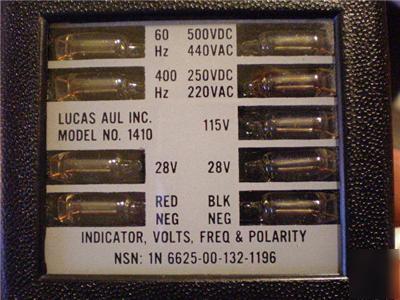 60 500VDC
Hz 440VAC
400 250VDC
Hz 220VAC
LUCAS AUL INC.
MODEL NO. 1410
115V
28V 28V
RED BLK
NEG NEG
INDICATOR, VOLTS, FREQ & POLARITY
NSN: 1N 6625-00-132-1196